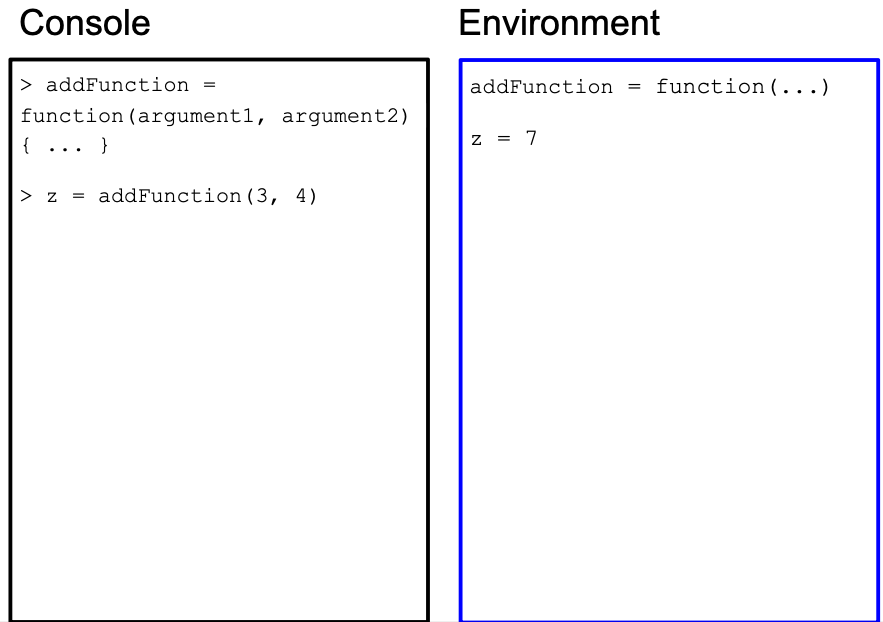 Console
> addFunction =
function(argument1, argument2)
{ ... }
> z = addFunction(3, 4)
Environment
addFunction = function(...)
z = 7